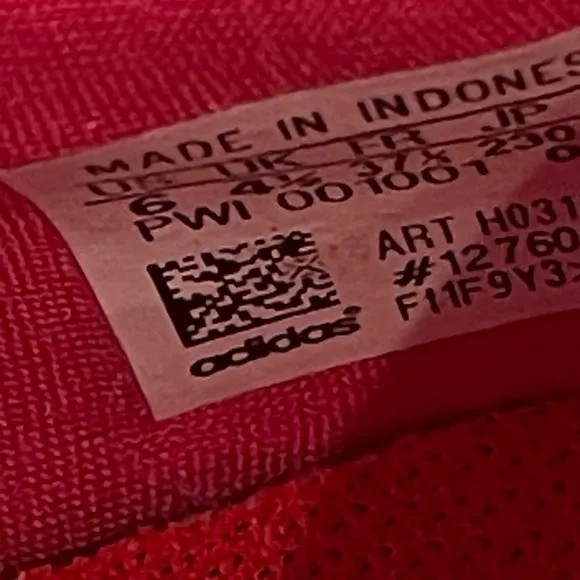 MADE IN INDONES
US UK FR JP
6 4½ 37⅓ 230
PWI 001001
ART H031
#12760
F11F9Y3
adidas